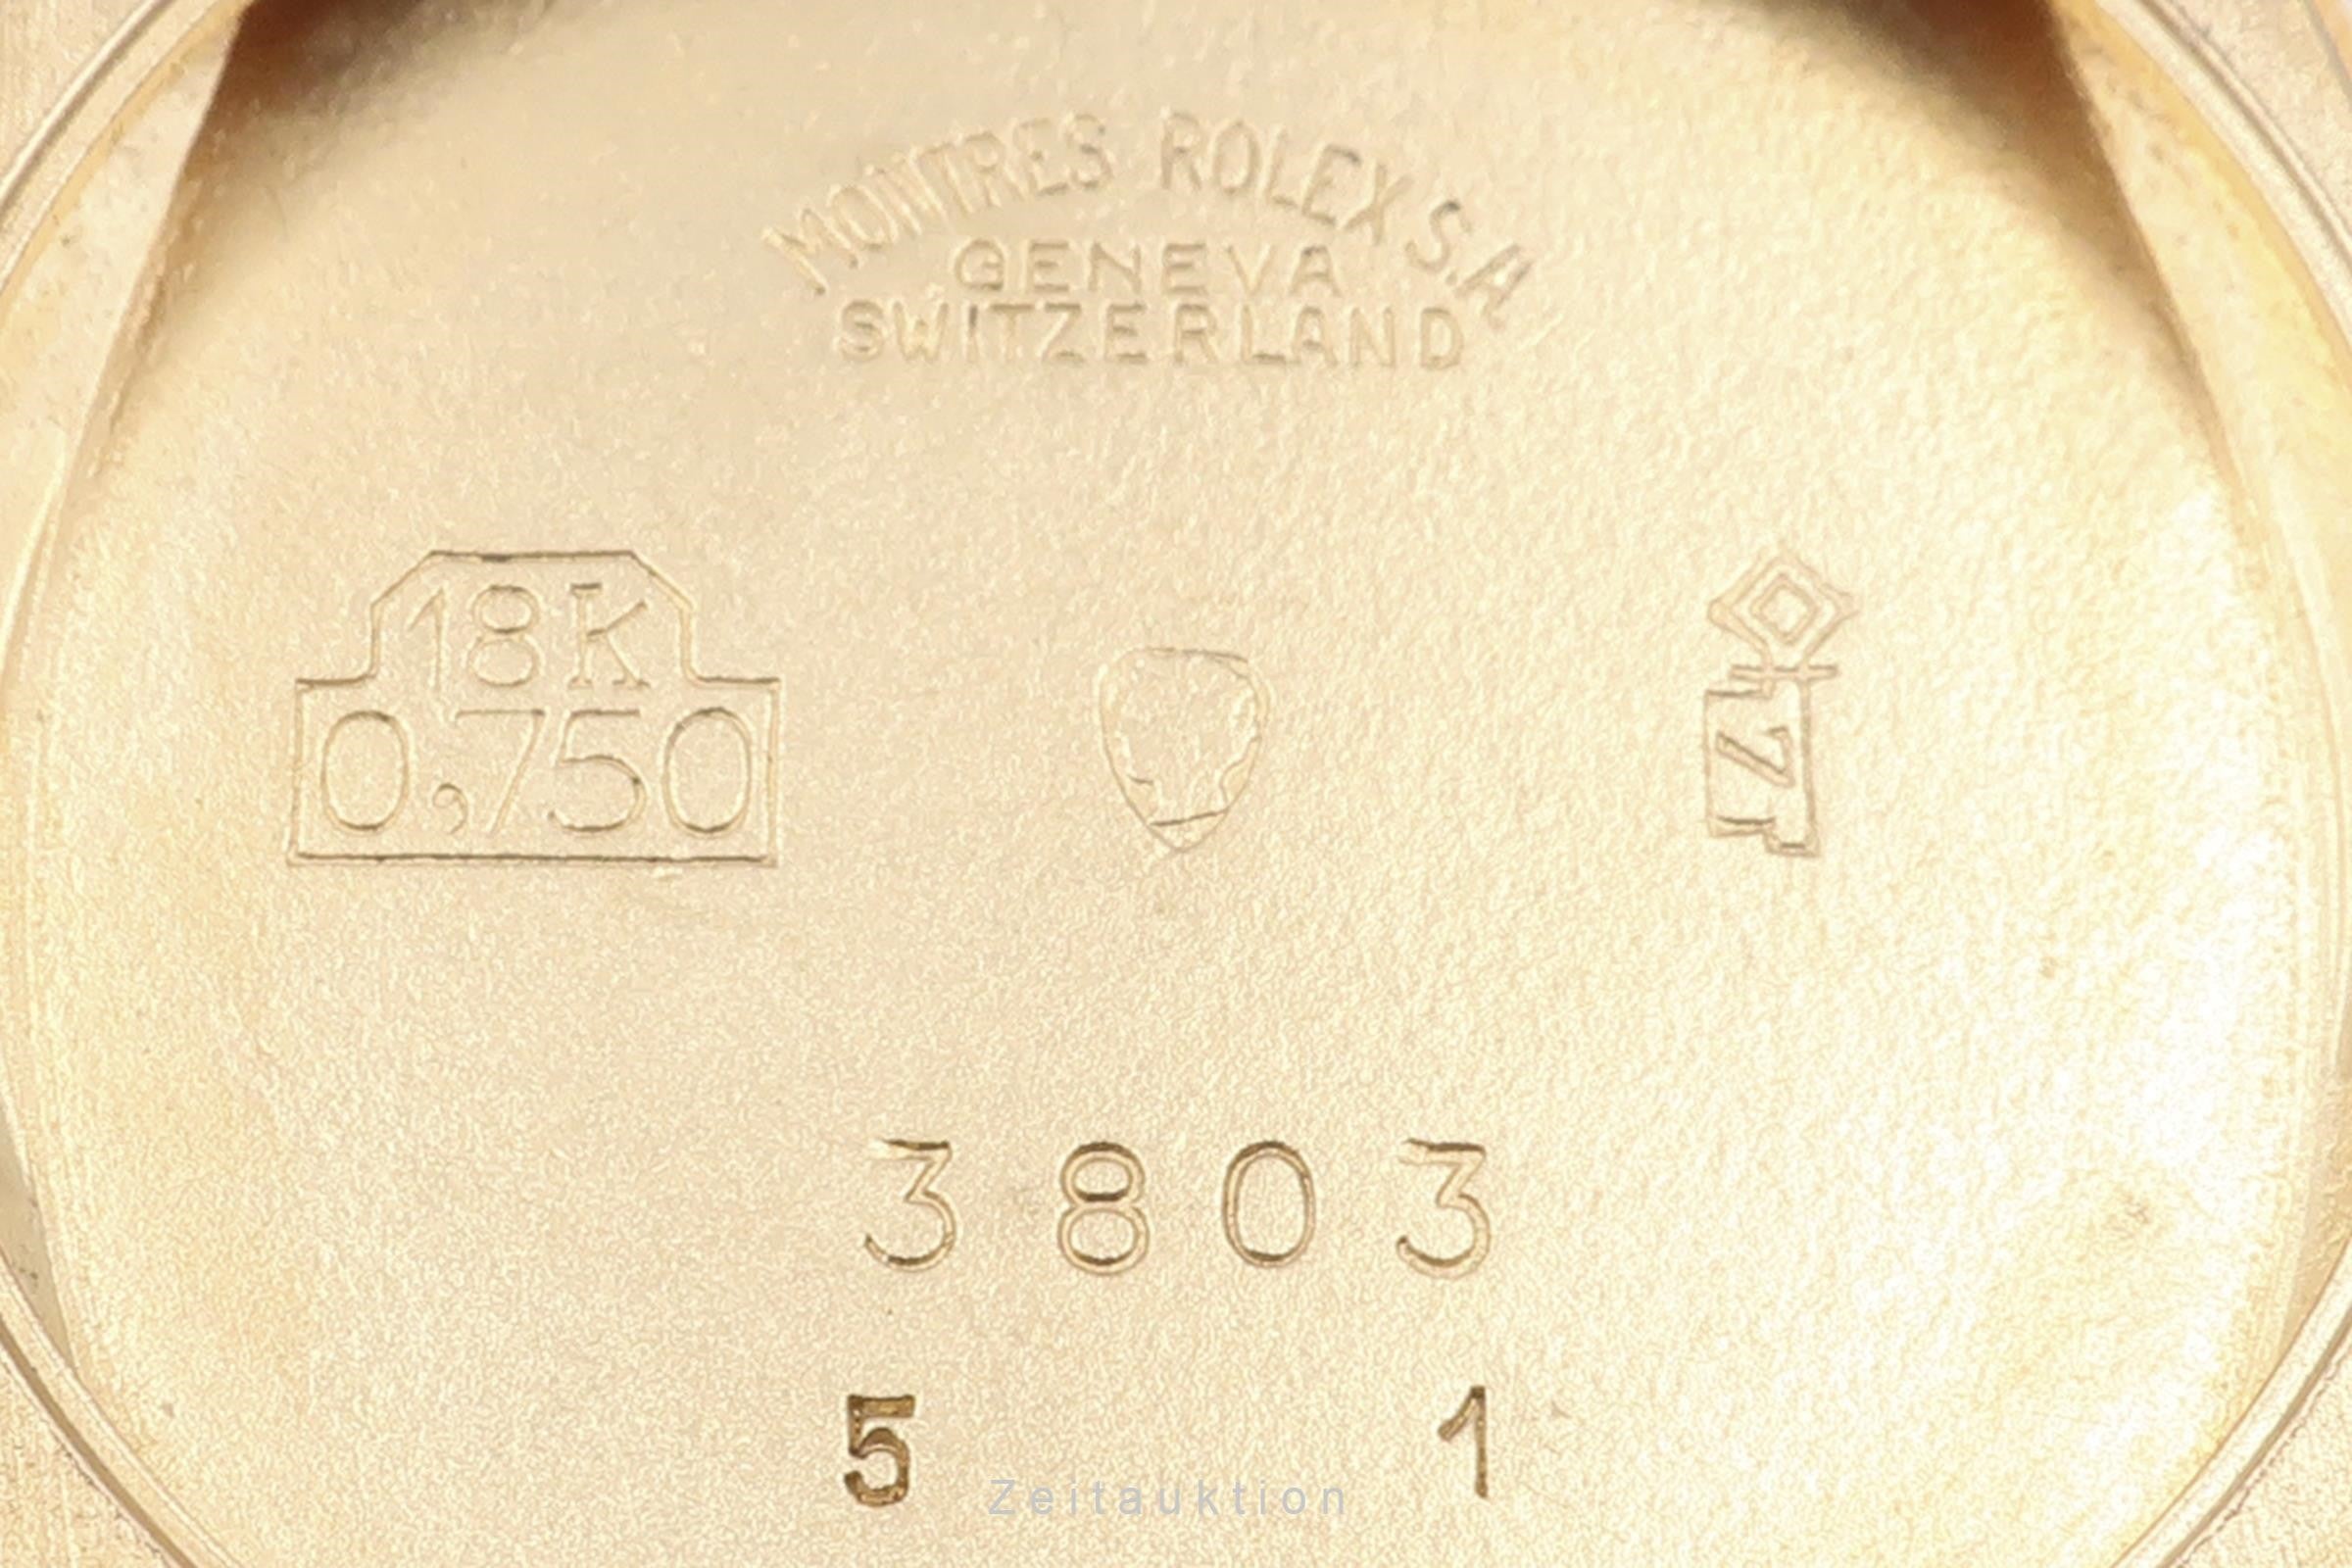 MONTRES ROLEX S.A
GENEVA
SWITZERLAND
18K
0,750
3803
5 1
Zeitauktion